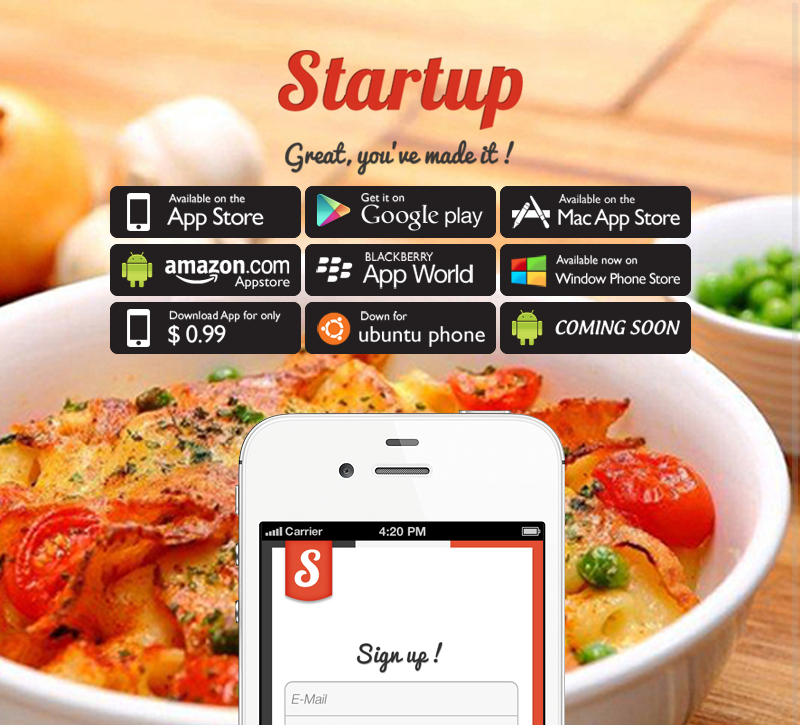 Startup
Great, you've made it !
Available on the
App Store
Get it on
Google play
Available on the
Mac App Store
amazon.com
Appstore
BLACKBERRY
App World
Available now on
Window Phone Store
Download App for only
$ 0.99
Down for
ubuntu phone
COMING SOON
Carrier
4:20 PM
S
Sign up !
E-Mail